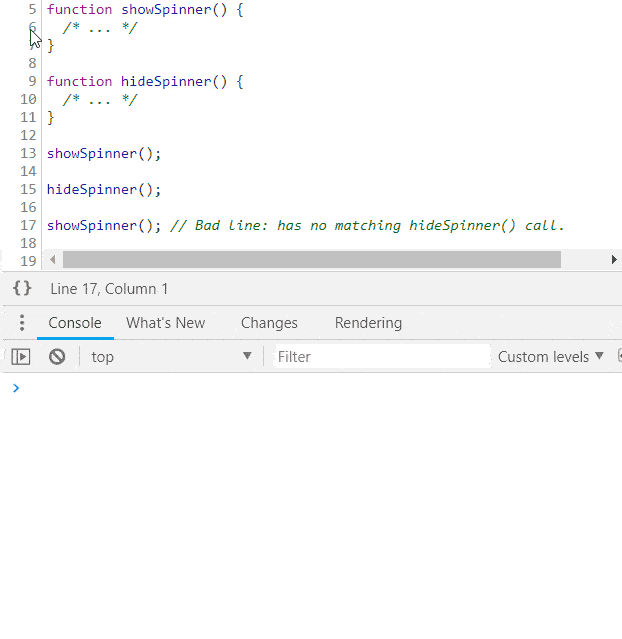 5 function showSpinner() {
6   /* ... */
7 }
8
9 function hideSpinner() {
10   /* ... */
11 }
12
13 showSpinner();
14
15 hideSpinner();
16
17 showSpinner(); // Bad line: has no matching hideSpinner() call.
18
19
{} Line 17, Column 1
Console What's New Changes Rendering
top Filter Custom levels